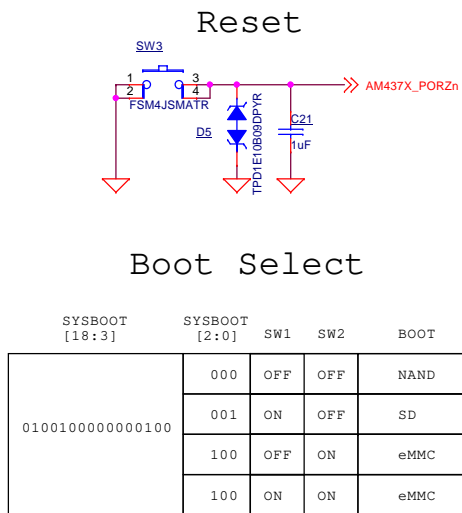 Reset
SW3
1
3
2
4
FSM4JSMATR
AM437X_PORZn
D5
TPD1E10B09DPYR
C21
1uF
Boot Select
SYSBOOT SYSBOOT
[18:3] [2:0] SW1 SW2 BOOT
000 OFF OFF NAND
001 ON OFF SD
0100100000000100
100 OFF ON eMMC
100 ON ON eMMC